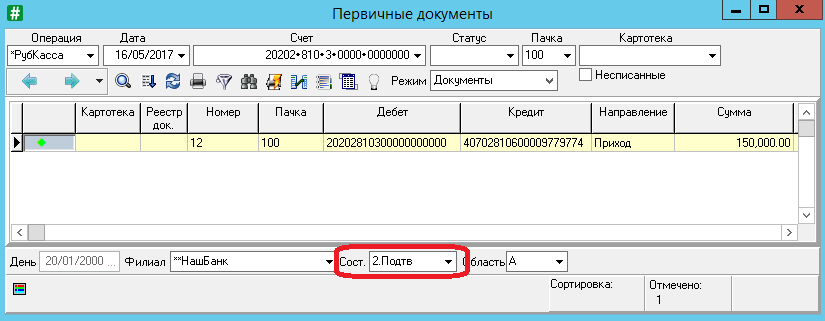 Первичные документы
Операция Дата Счет Статус Пачка Картотека
*РубКасса 16/05/2017 20202•810•3•0000•0000000 100
Режим Документы Несписанные
Картотека Реестр док. Номер Пачка Дебет Кредит Направление Сумма
12 100 20202810300000000000 40702810600009779774 Приход 150,000.00
День 20/01/2000 ... Филиал **НашБанк Сост. 2.Подтв Область А
Сортировка: Отмечено:
1